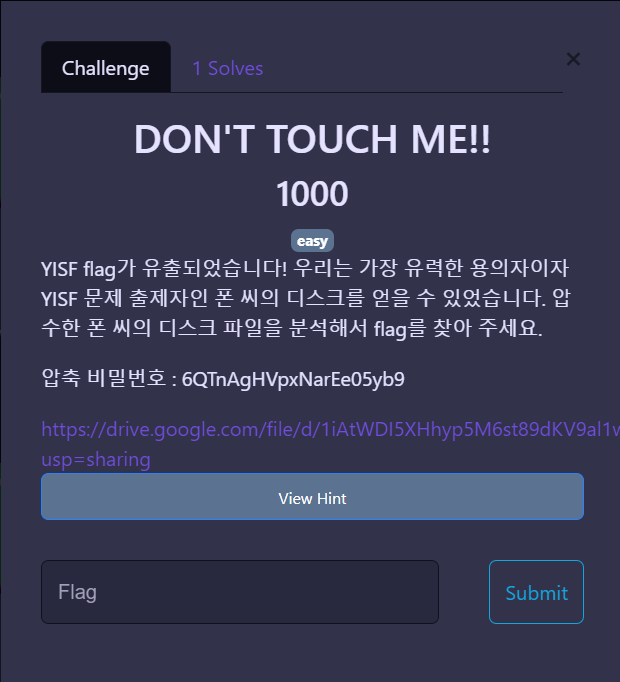 Challenge
1 Solves
×
DON'T TOUCH ME!!
1000
easy
YISF flag가 유출되었습니다! 우리는 가장 유력한 용의자이자
YISF 문제 출제자인 폰 씨의 디스크를 얻을 수 있었습니다. 압
수한 폰 씨의 디스크 파일을 분석해서 flag를 찾아 주세요.
압축 비밀번호 : 6QTnAgHVpxNarEe05yb9
https://drive.google.com/file/d/1iAtWDI5XHhyp5M6st89dKV9al1v
usp=sharing
View Hint
Flag
Submit